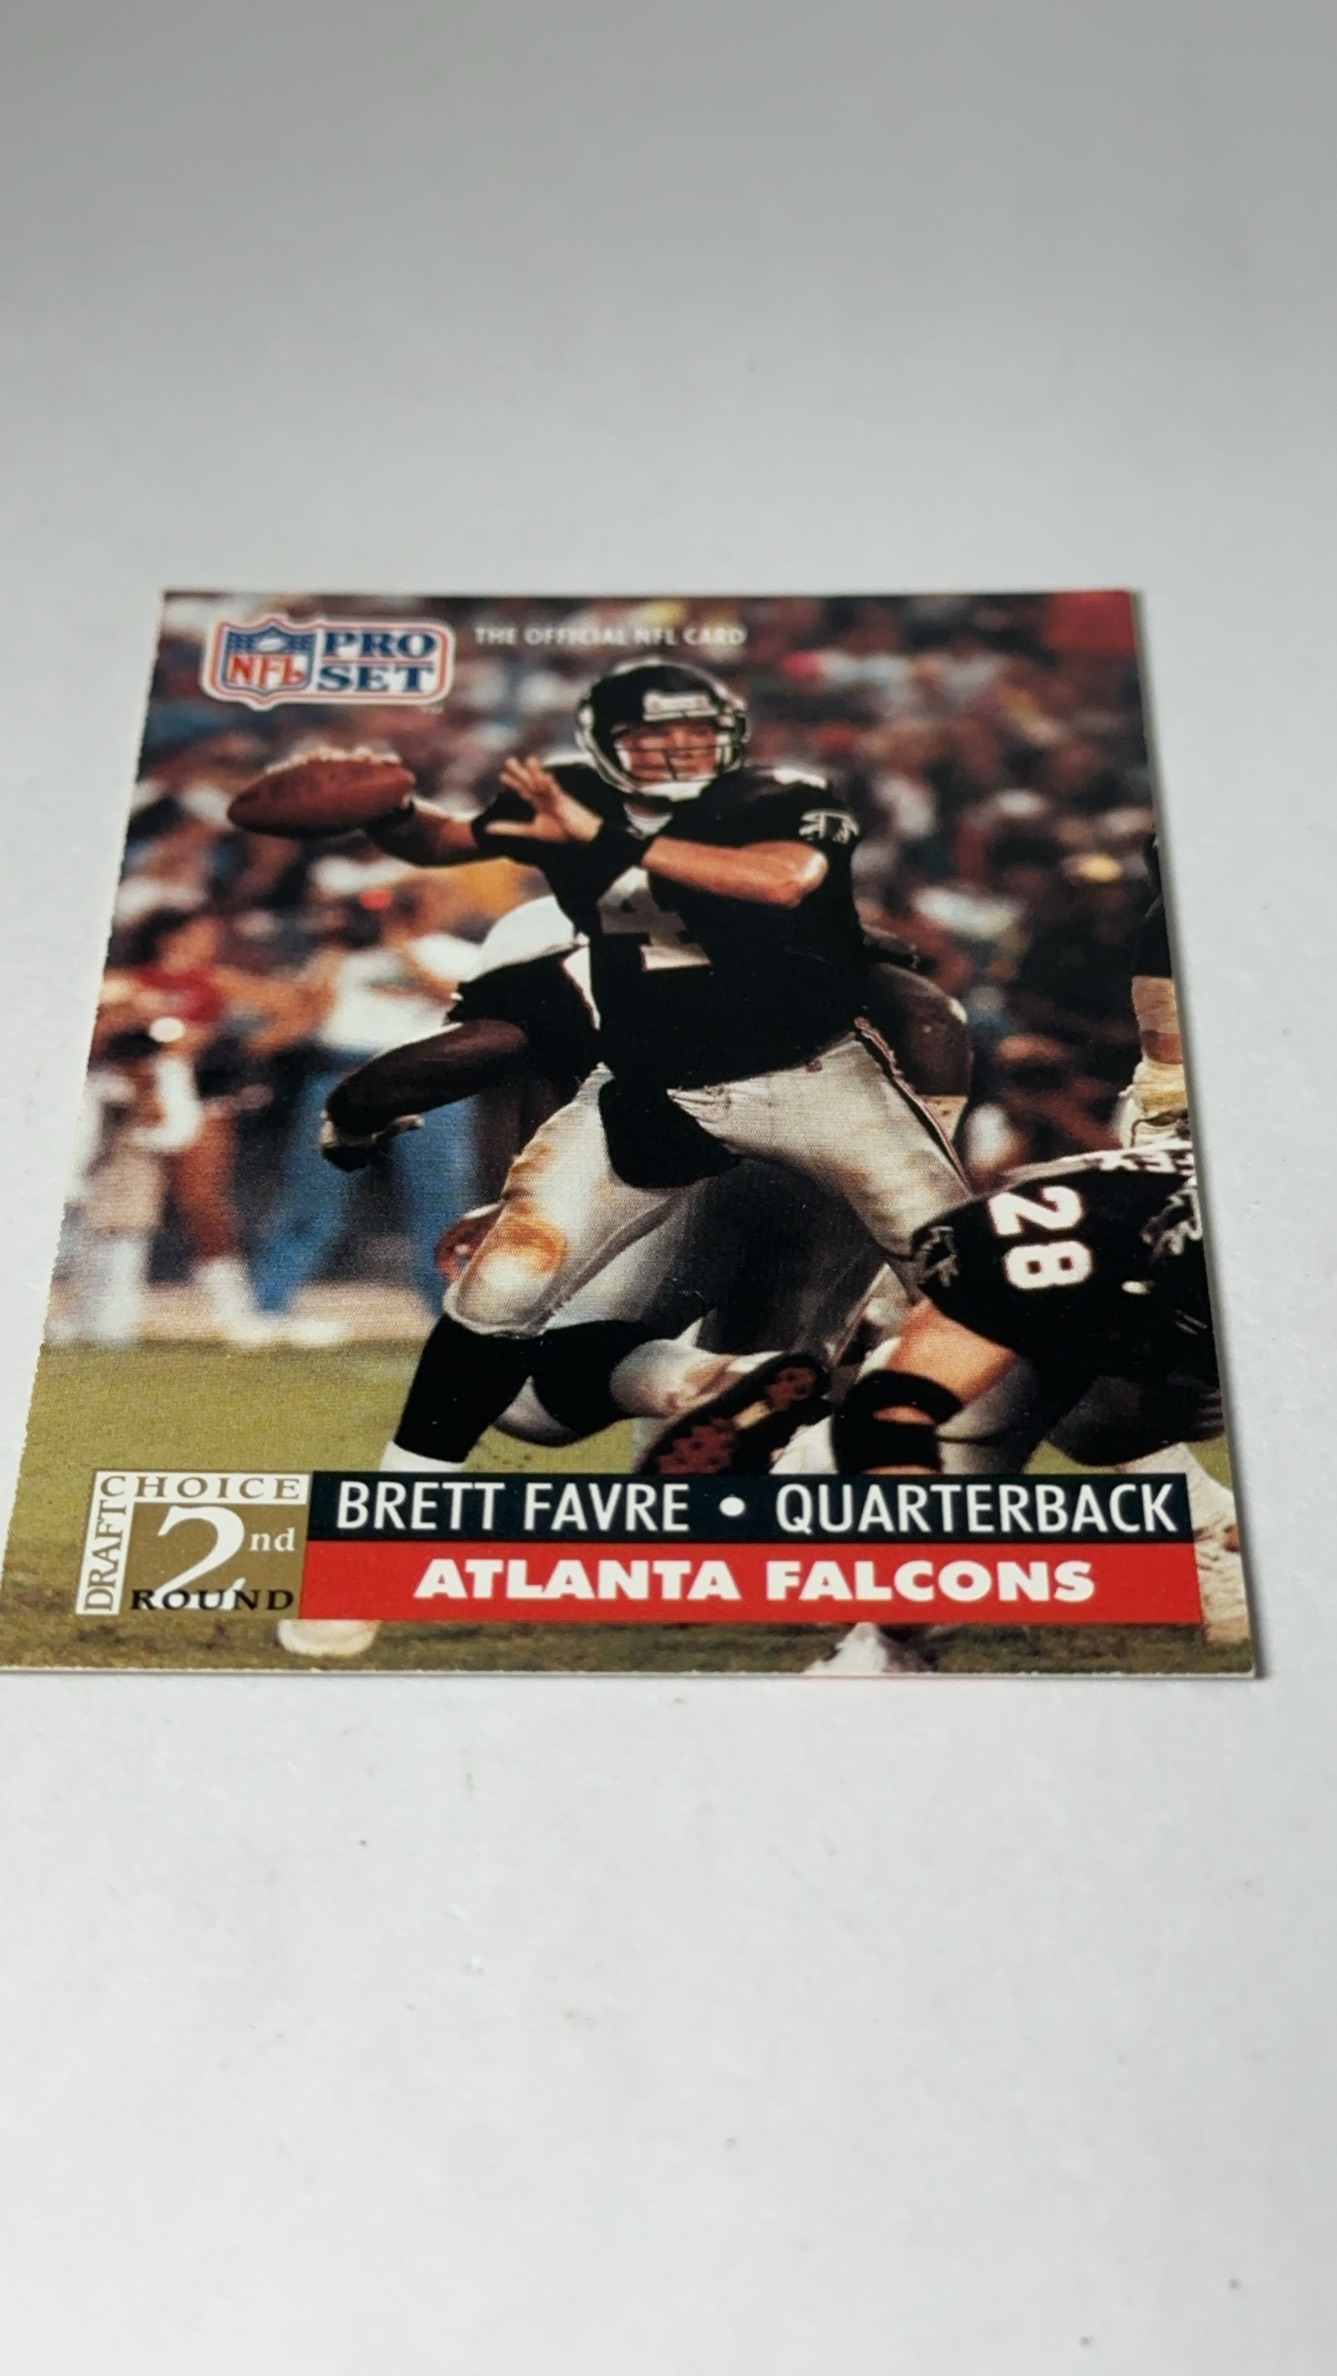 NFL PRO SET
THE OFFICIAL NFL CARD
4
28
DRAFT CHOICE
2nd
ROUND
BRETT FAVRE • QUARTERBACK
ATLANTA FALCONS